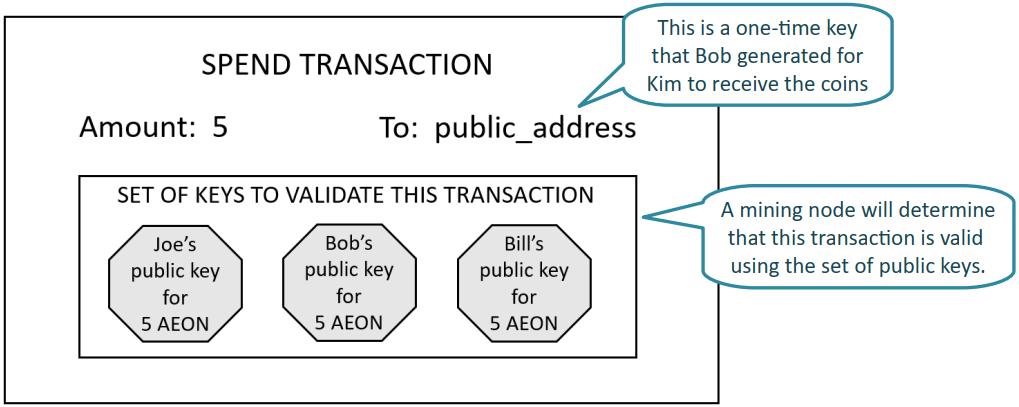 This is a one-time key
that Bob generated for
Kim to receive the coins
SPEND TRANSACTION
Amount: 5
To: public_address
SET OF KEYS TO VALIDATE THIS TRANSACTION
Joe’s
public key
for
5 AEON
Bob’s
public key
for
5 AEON
Bill’s
public key
for
5 AEON
A mining node will determine
that this transaction is valid
using the set of public keys.